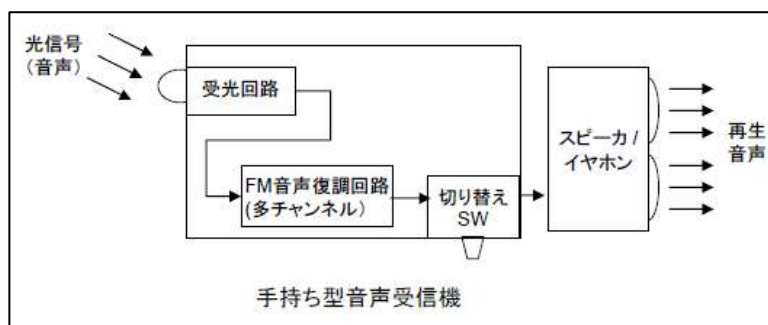 光信号
（音声）
受光回路
FM音声復調回路
(多チャンネル）
切り替え
SW
スピーカ/
イヤホン
再生
音声
手持ち型音声受信機